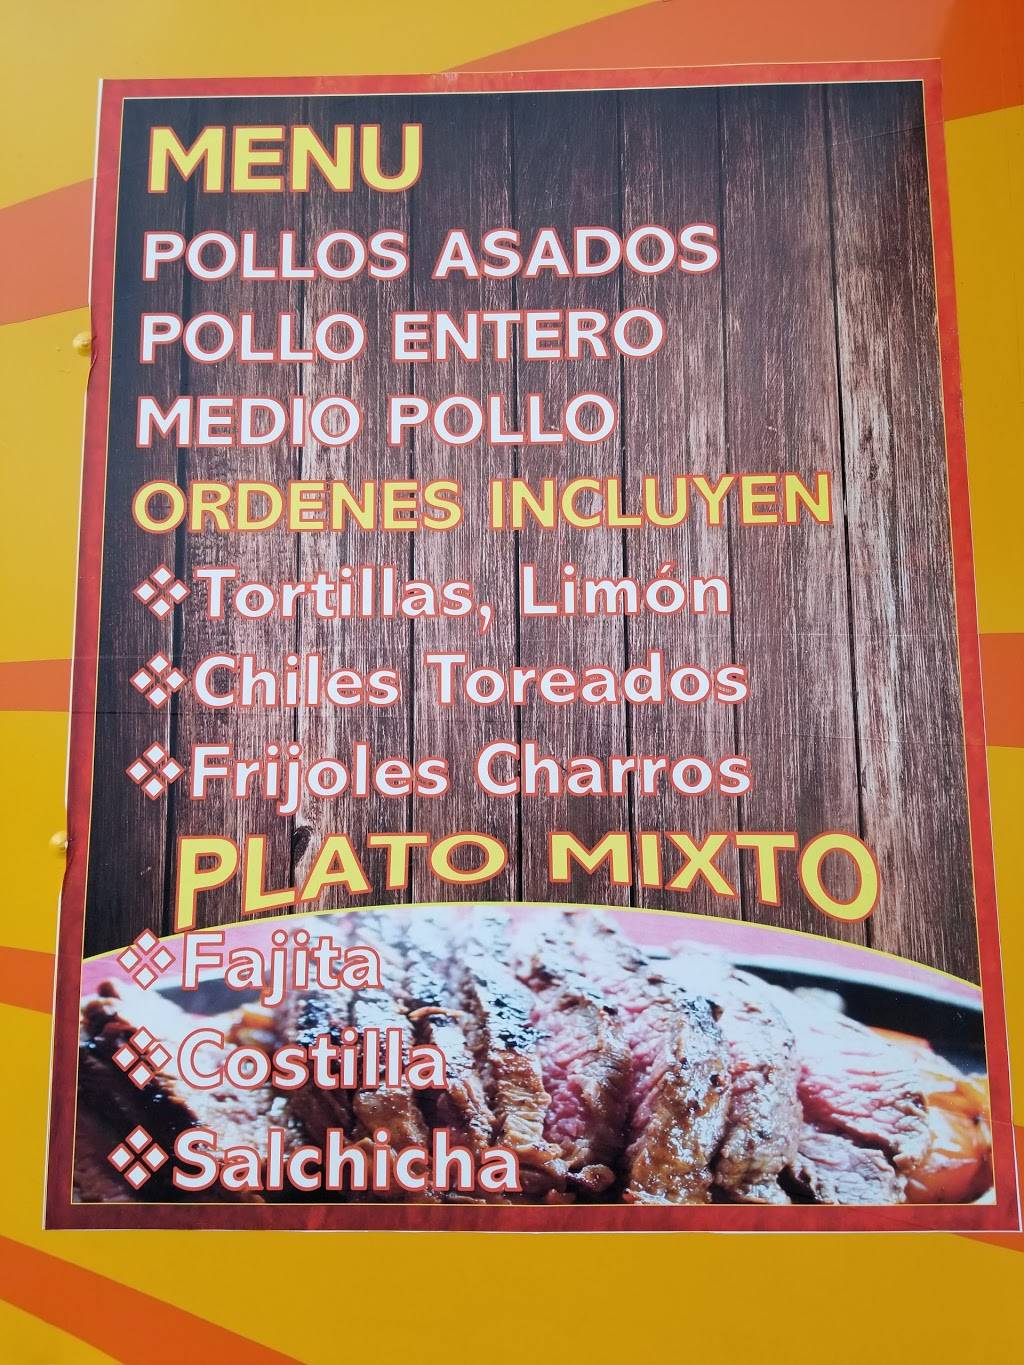 MENU
POLLOS ASADOS
POLLO ENTERO
MEDIO POLLO
ORDENES INCLUYEN
❖Tortillas, Limón
❖Chiles Toreados
❖Frijoles Charros
PLATO MIXTO
❖Fajita
❖Costilla
❖Salchicha